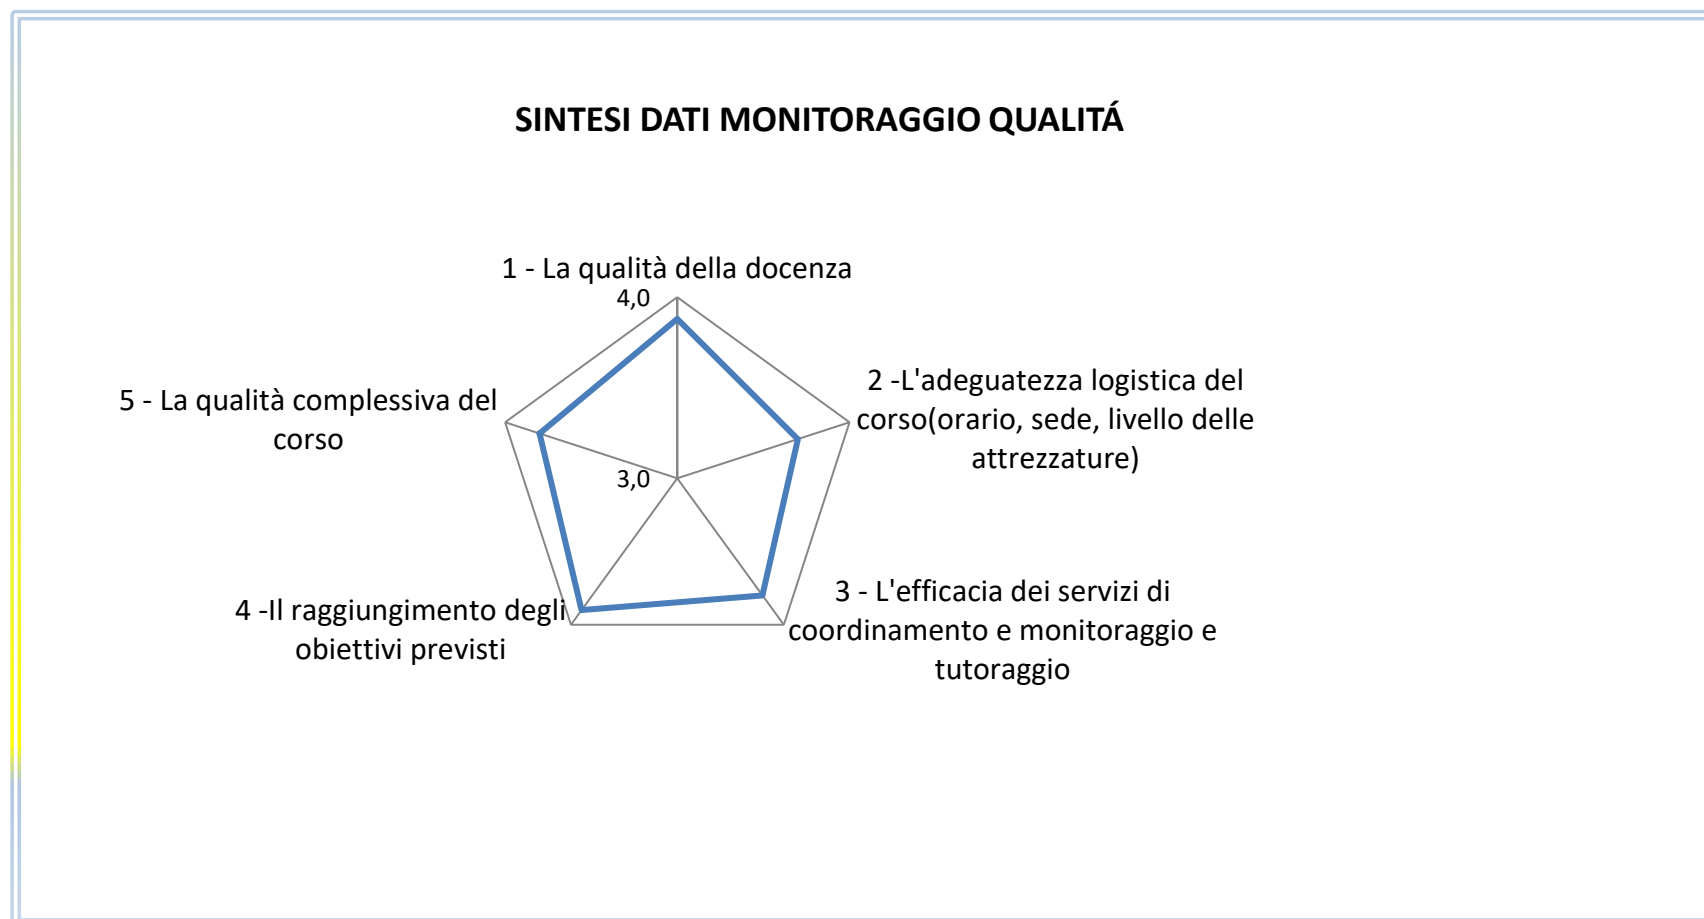 SINTESI DATI MONITORAGGIO QUALITÁ
1 - La qualità della docenza
4,0
2 -L'adeguatezza logistica del
corso(orario, sede, livello delle
attrezzature)
5 - La qualità complessiva del
corso
3,0
3 - L'efficacia dei servizi di
coordinamento e monitoraggio e
tutoraggio
4 -Il raggiungimento degli
obiettivi previsti